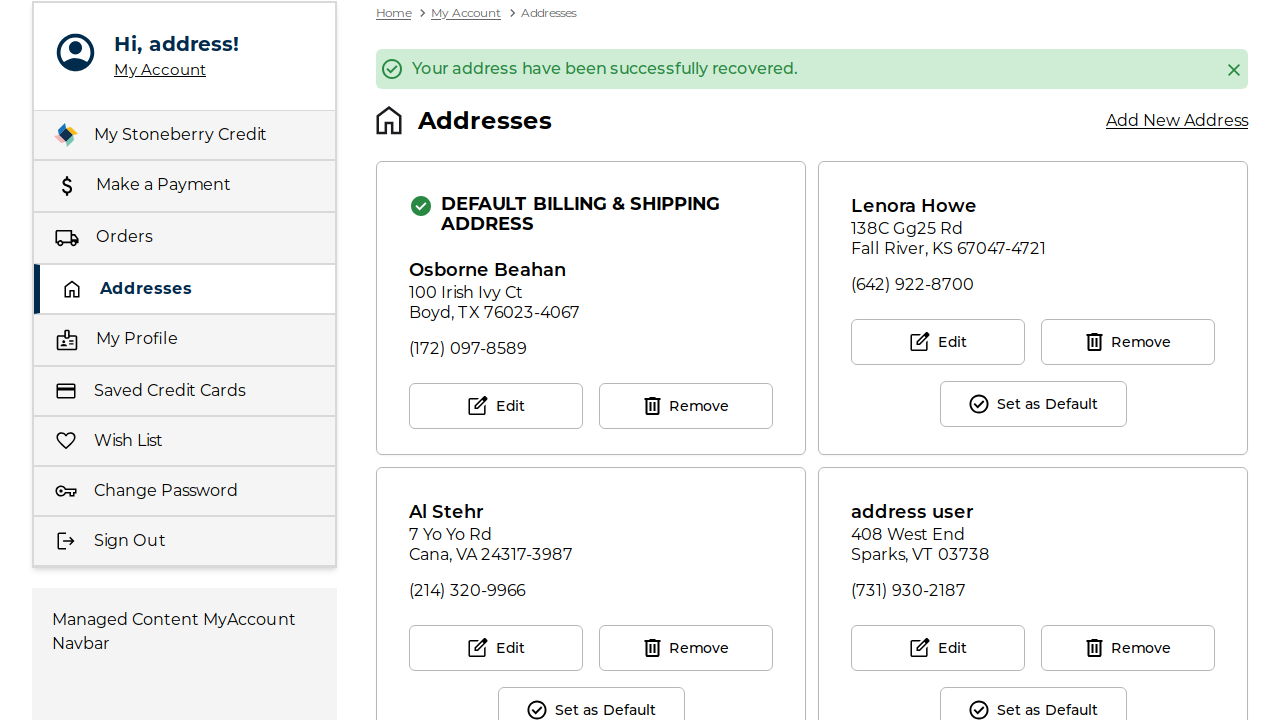 Hi, address!
My Account
My Stoneberry Credit
Make a Payment
Orders
Addresses
My Profile
Saved Credit Cards
Wish List
Change Password
Sign Out
Managed Content MyAccount
Navbar
Home > My Account > Addresses
Your address have been successfully recovered.
Addresses
Add New Address
DEFAULT BILLING & SHIPPING
ADDRESS
Osborne Beahan
100 Irish Ivy Ct
Boyd, TX 76023-4067
(172) 097-8589
Edit
Remove
Lenora Howe
138C Gg25 Rd
Fall River, KS 67047-4721
(642) 922-8700
Edit
Remove
Set as Default
Al Stehr
7 Yo Yo Rd
Cana, VA 24317-3987
(214) 320-9966
Edit
Remove
Set as Default
address user
408 West End
Sparks, VT 03738
(731) 930-2187
Edit
Remove
Set as Default